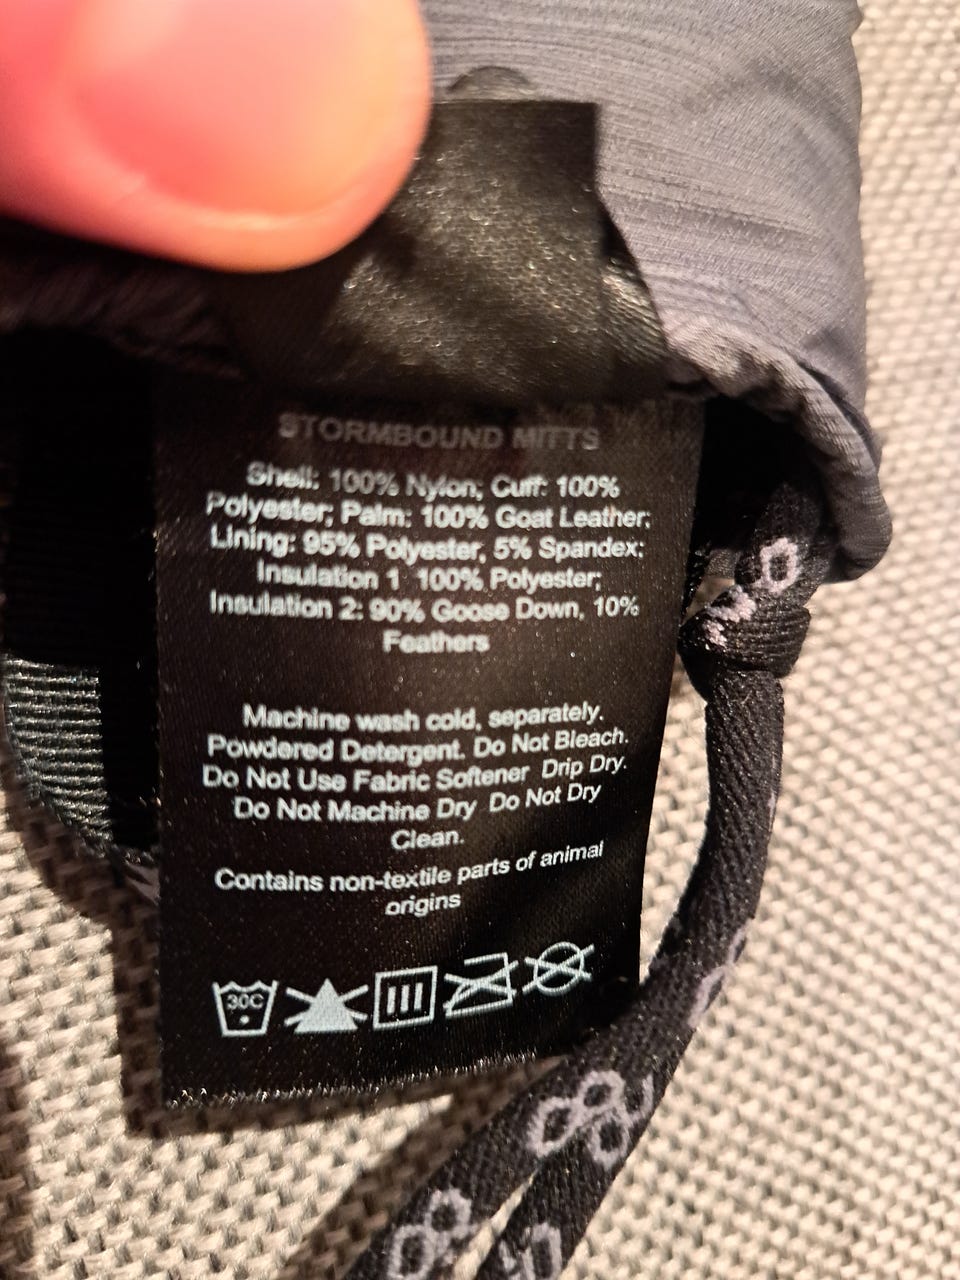 STORMBOUND MITTS
Shell: 100% Nylon; Cuff: 100%
Polyester; Palm: 100% Goat Leather;
Lining: 95% Polyester, 5% Spandex;
Insulation 1 100% Polyester;
Insulation 2: 90% Goose Down, 10%
Feathers
Machine wash cold, separately.
Powdered Detergent. Do Not Bleach.
Do Not Use Fabric Softener Drip Dry.
Do Not Machine Dry Do Not Dry
Clean.
Contains non-textile parts of animal
origins
30C